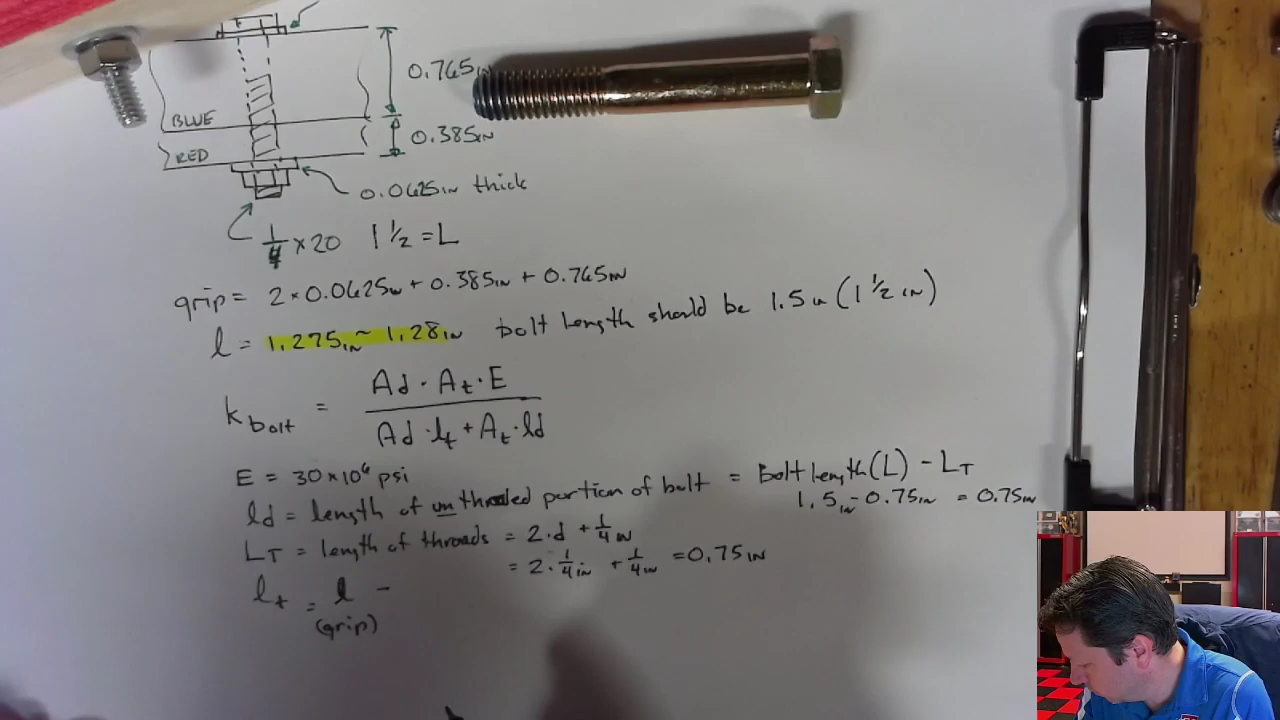 0.765in
BLUE
0.385in
RED
0.0625in thick
1/4 × 20 1 1/2 = L
grip = 2 × 0.0625in + 0.385in + 0.765in
l = 1.275in ~ 1.28in bolt length should be 1.5in (1 1/2 in)
k bolt = Ad · At · E / Ad · lt + At · ld
E = 30×10⁶ psi
ld = length of unthreaded portion of bolt = Bolt length (L) - LT
1.5in - 0.75in = 0.75in
LT = length of threads = 2·d + 1/4 in
= 2 · 1/4 in + 1/4 in = 0.75in
lt = l -
(grip)